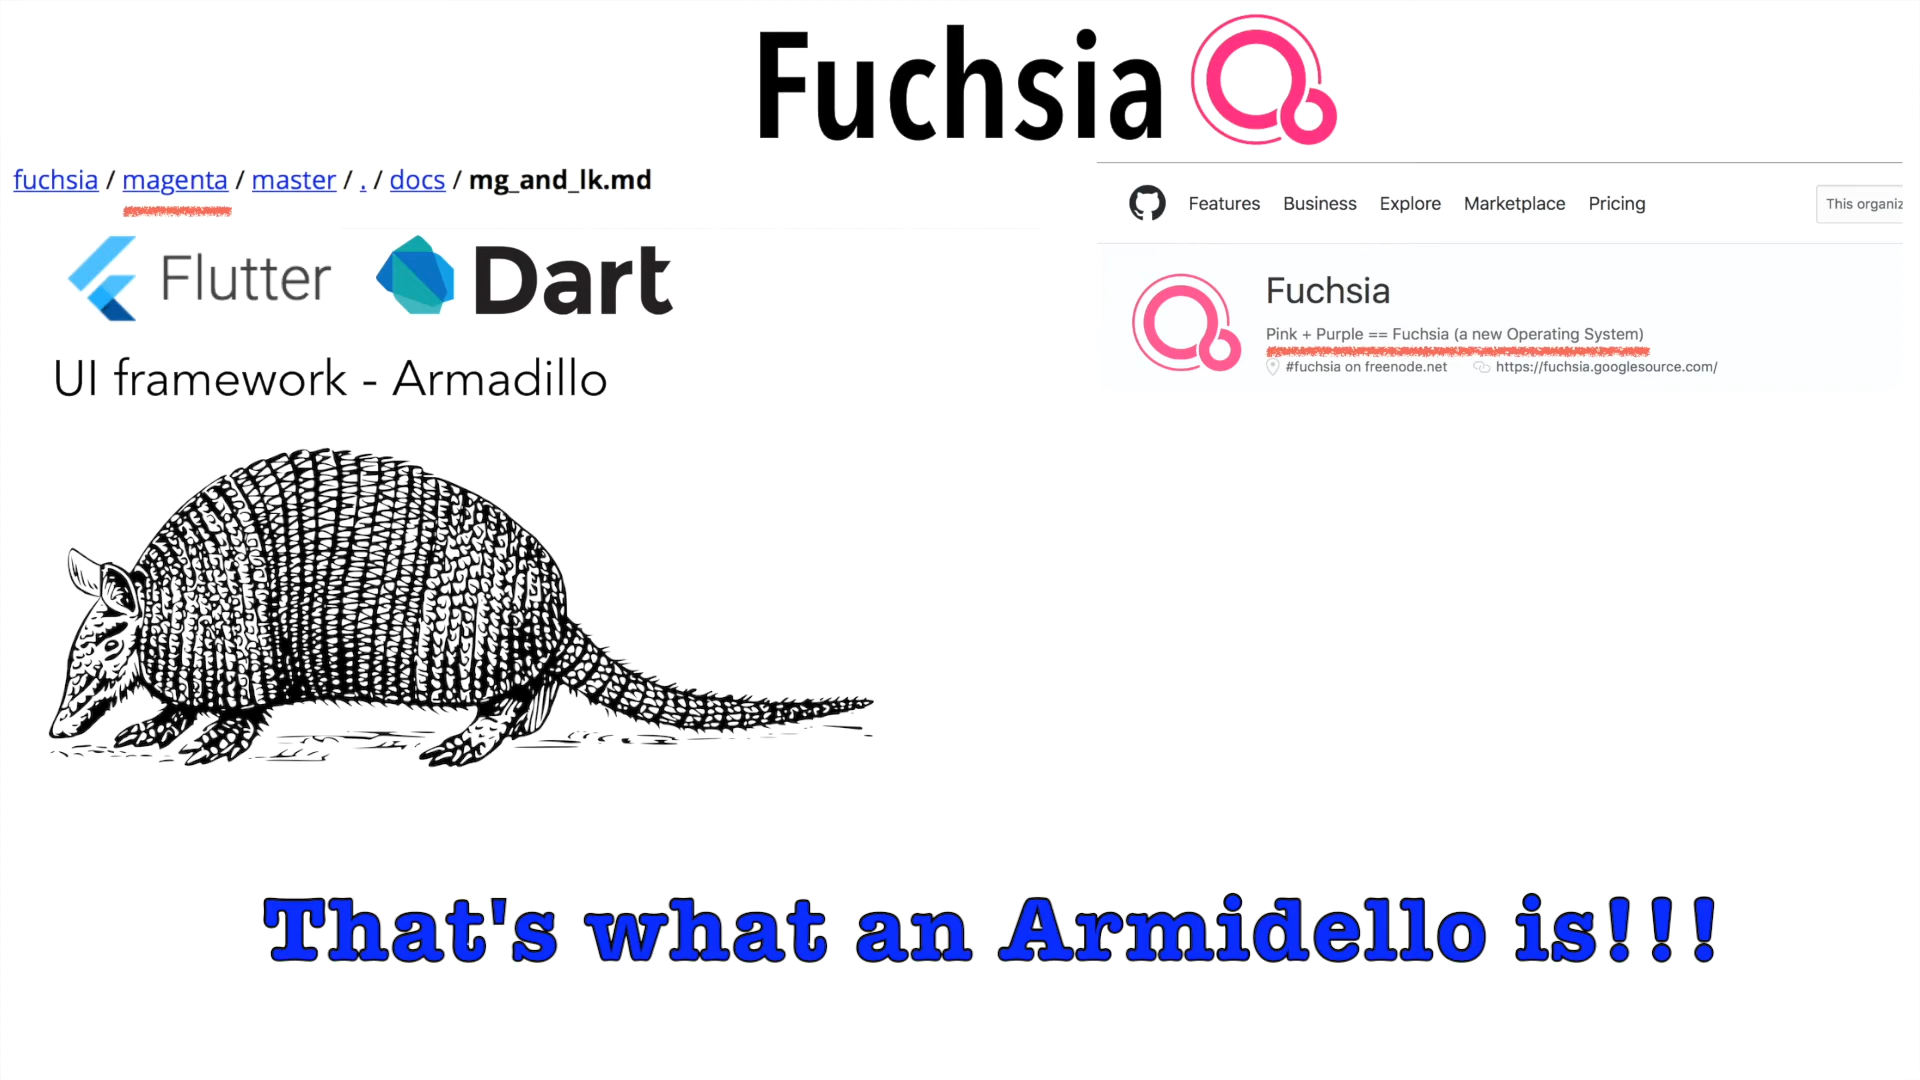 Fuchsia
fuchsia / magenta / master / . / docs / mg_and_lk.md
Flutter Dart
UI framework - Armadillo
Features Business Explore Marketplace Pricing
This organiz
Fuchsia
Pink + Purple == Fuchsia (a new Operating System)
#fuchsia on freenode.net https://fuchsia.googlesource.com/
That's what an Armidello is!!!